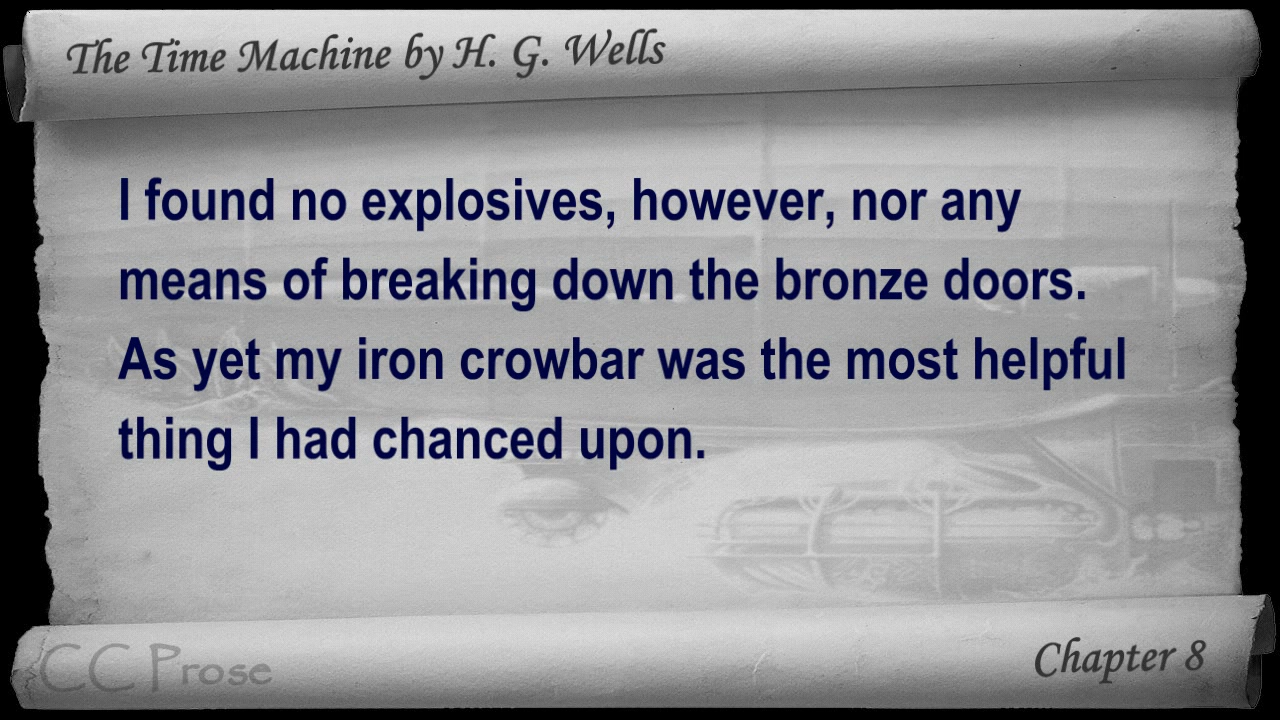 The Time Machine by H. G. Wells
I found no explosives, however, nor any
means of breaking down the bronze doors.
As yet my iron crowbar was the most helpful
thing I had chanced upon.
CC Prose
Chapter 8